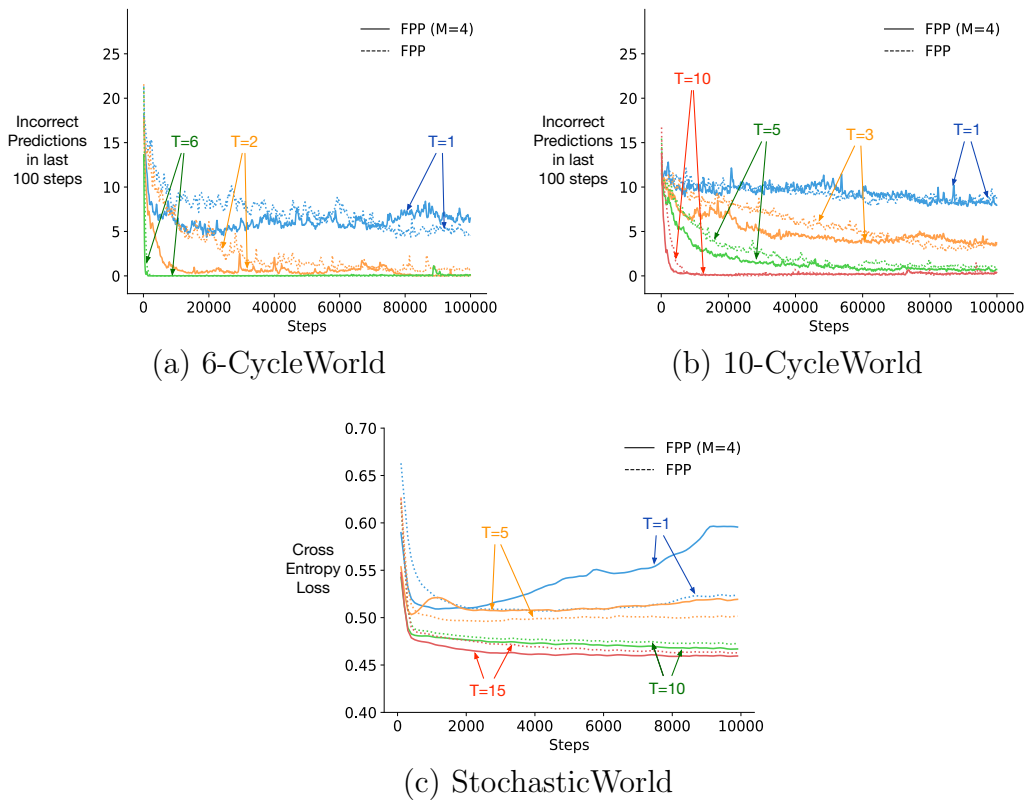 FPP (M=4)
FPP
25
20
15
10
5
0
Incorrect
Predictions
in last
100 steps
T=6
T=2
T=1
0 20000 40000 60000 80000 100000
Steps
(a) 6-CycleWorld
FPP (M=4)
FPP
25
20
15
10
5
0
Incorrect
Predictions
in last
100 steps
T=10
T=5
T=3
T=1
0 20000 40000 60000 80000 100000
Steps
(b) 10-CycleWorld
0.70
0.65
0.60
0.55
0.50
0.45
0.40
FPP (M=4)
FPP
Cross
Entropy
Loss
T=5
T=1
T=15
T=10
0 2000 4000 6000 8000 10000
Steps
(c) StochasticWorld